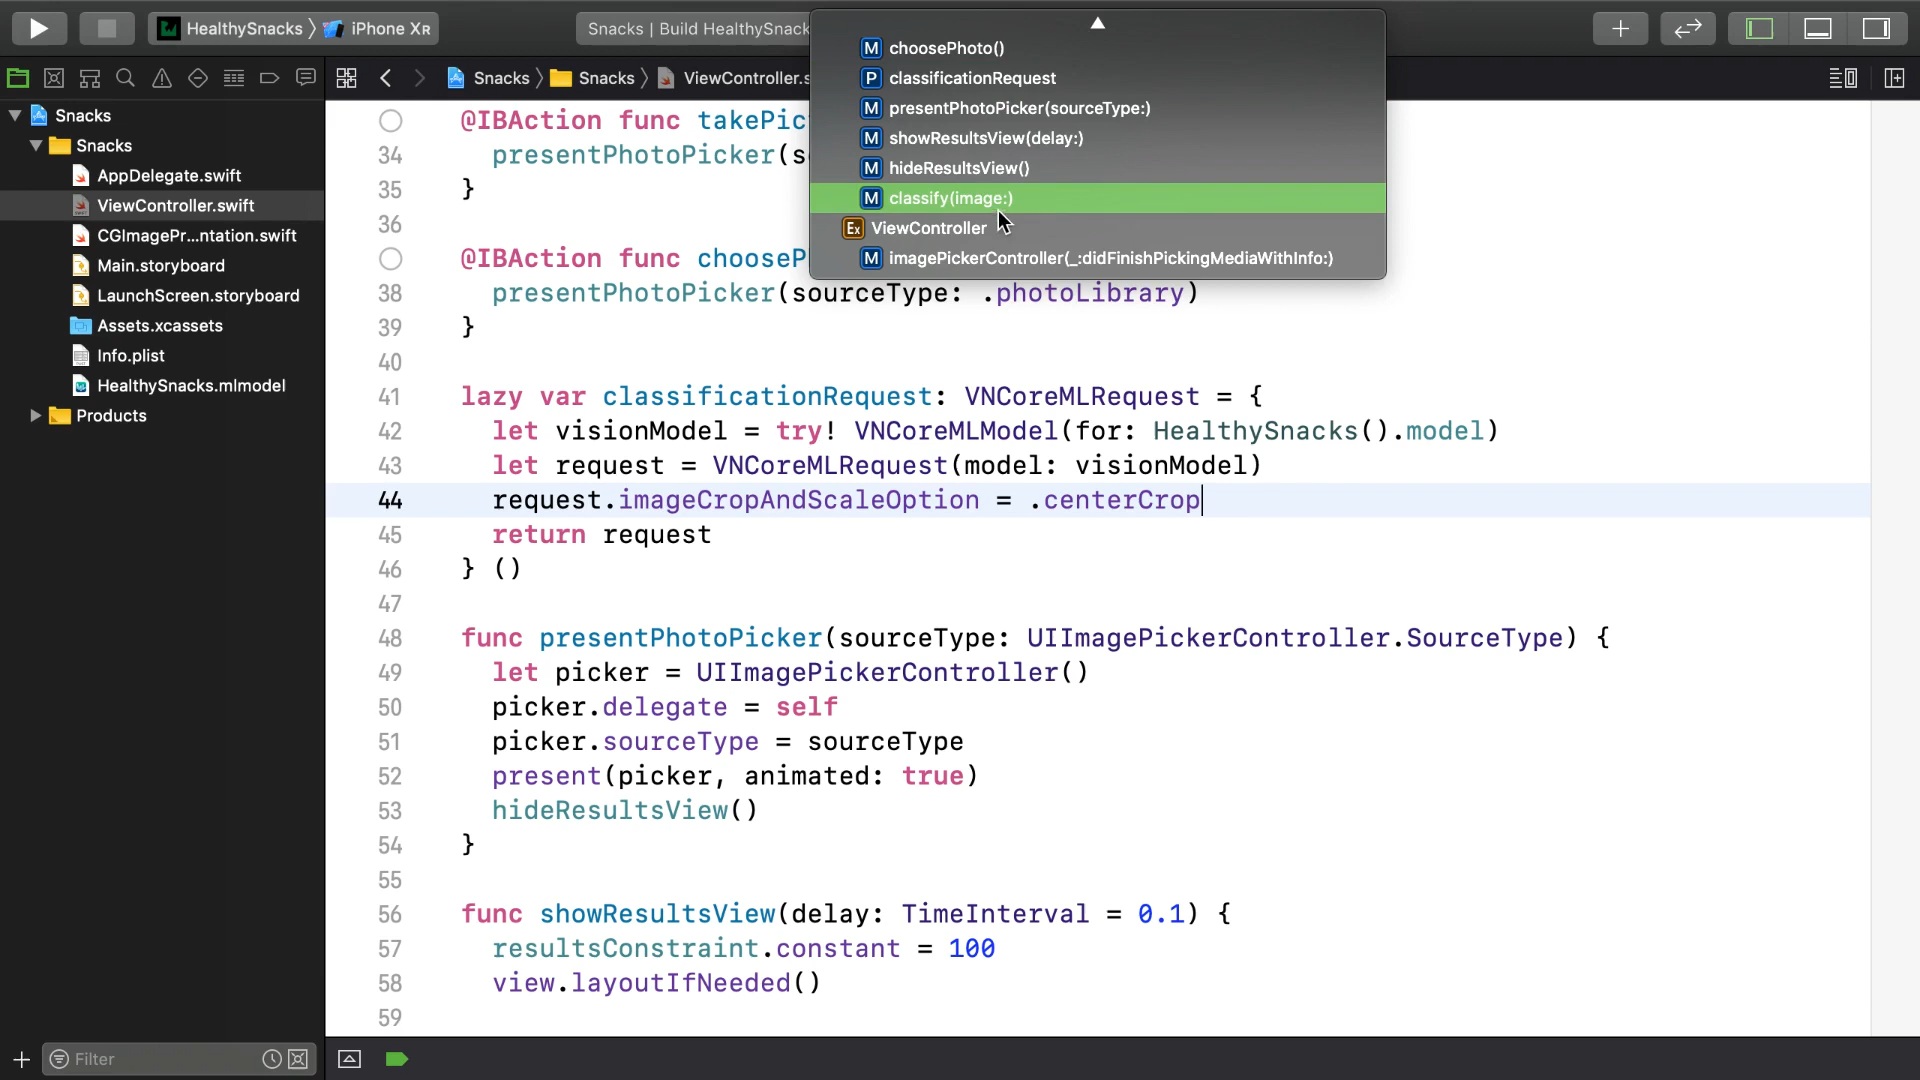 HealthySnacks 〉 iPhone XR
Snacks | Build HealthySnack
choosePhoto()
classificationRequest
presentPhotoPicker(sourceType:)
showResultsView(delay:)
hideResultsView()
classify(image:)
Ex ViewController
imagePickerController(_:didFinishPickingMediaWithInfo:)
Snacks 〉 Snacks 〉 ViewController.s
Snacks
Snacks
AppDelegate.swift
ViewController.swift
CGImagePr...ntation.swift
Main.storyboard
LaunchScreen.storyboard
Assets.xcassets
Info.plist
HealthySnacks.mlmodel
Products
Filter
@IBAction func takePic
34 presentPhotoPicker(s
35 }
36
@IBAction func chooseP
38 presentPhotoPicker(sourceType: .photoLibrary)
39 }
40
41 lazy var classificationRequest: VNCoreMLRequest = {
42 let visionModel = try! VNCoreMLModel(for: HealthySnacks().model)
43 let request = VNCoreMLRequest(model: visionModel)
44 request.imageCropAndScaleOption = .centerCrop
45 return request
46 } ()
47
48 func presentPhotoPicker(sourceType: UIImagePickerController.SourceType) {
49 let picker = UIImagePickerController()
50 picker.delegate = self
51 picker.sourceType = sourceType
52 present(picker, animated: true)
53 hideResultsView()
54 }
55
56 func showResultsView(delay: TimeInterval = 0.1) {
57 resultsConstraint.constant = 100
58 view.layoutIfNeeded()
59